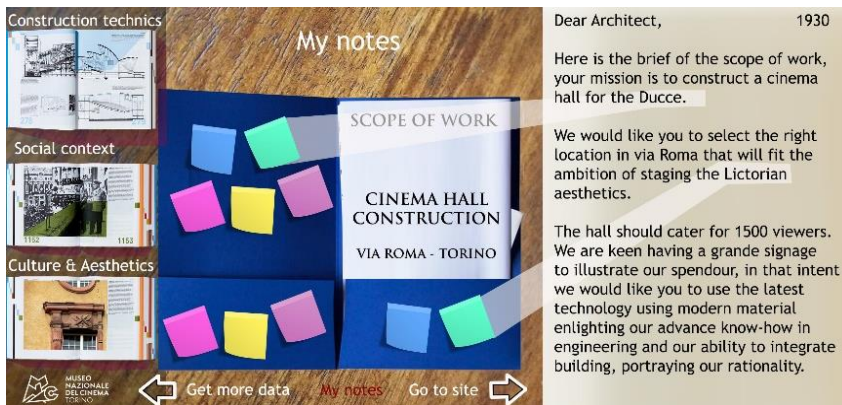 Construction technics
270
273
Social context
1152
1153
Culture & Aesthetics
MUSEO
NAZIONALE
DEL CINEMA
TORINO
My notes
SCOPE OF WORK
CINEMA HALL
CONSTRUCTION
VIA ROMA - TORINO
Get more data
My notes
Go to site
Dear Architect, 1930
Here is the brief of the scope of work,
your mission is to construct a cinema
hall for the Ducce.
We would like you to select the right
location in via Roma that will fit the
ambition of staging the Lictorian
aesthetics.
The hall should cater for 1500 viewers.
We are keen having a grande signage
to illustrate our spendour, in that intent
we would like you to use the latest
technology using modern material
enlighting our advance know-how in
engineering and our ability to integrate
building, portraying our rationality.